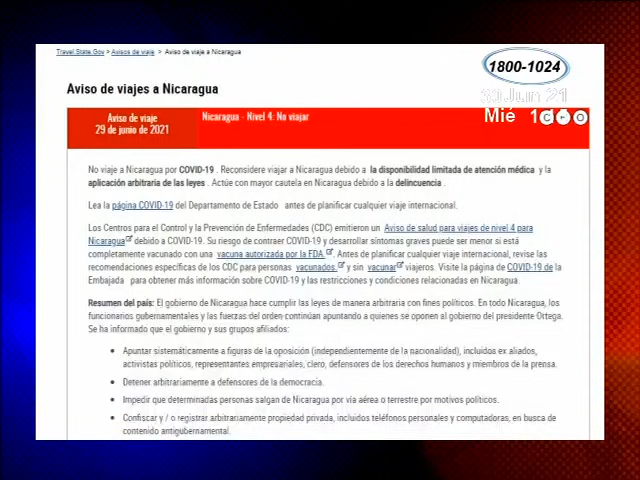 Travel.State.Gov > Avisos de viaje > Aviso de viaje a Nicaragua
1800-1024
Aviso de viajes a Nicaragua
30 Jun 21
Mié
Aviso de viaje
29 de junio de 2021
Nicaragua - Nivel 4: No viajar
No viaje a Nicaragua por COVID-19 . Reconsidere viajar a Nicaragua debido a la disponibilidad limitada de atención médica y la
aplicación arbitraria de las leyes . Actúe con mayor cautela en Nicaragua debido a la delincuencia .
Lea la página COVID-19 del Departamento de Estado antes de planificar cualquier viaje internacional.
Los Centros para el Control y la Prevención de Enfermedades (CDC) emitieron un Aviso de salud para viajes de nivel 4 para
Nicaragua debido a COVID-19. Su riesgo de contraer COVID-19 y desarrollar síntomas graves puede ser menor si está
completamente vacunado con una vacuna autorizada por la FDA. Antes de planificar cualquier viaje internacional, revise las
recomendaciones específicas de los CDC para personas vacunados. y sin vacunar viajeros. Visite la página de COVID-19 de la
Embajada para obtener más información sobre COVID-19 y las restricciones y condiciones relacionadas en Nicaragua.
Resumen del país: El gobierno de Nicaragua hace cumplir las leyes de manera arbitraria con fines políticos. En todo Nicaragua, los
funcionarios gubernamentales y las fuerzas del orden continúan apuntando a quienes se oponen al gobierno del presidente Ortega.
Se ha informado que el gobierno y sus grupos afiliados:
• Apuntar sistemáticamente a figuras de la oposición (independientemente de la nacionalidad), incluidos ex aliados,
activistas políticos, representantes empresariales, clero, defensores de los derechos humanos y miembros de la prensa.
• Detener arbitrariamente a defensores de la democracia.
• Impedir que determinadas personas salgan de Nicaragua por vía aérea o terrestre por motivos políticos.
• Confiscar y / o registrar arbitrariamente propiedad privada, incluidos teléfonos personales y computadoras, en busca de
contenido antigubernamental.